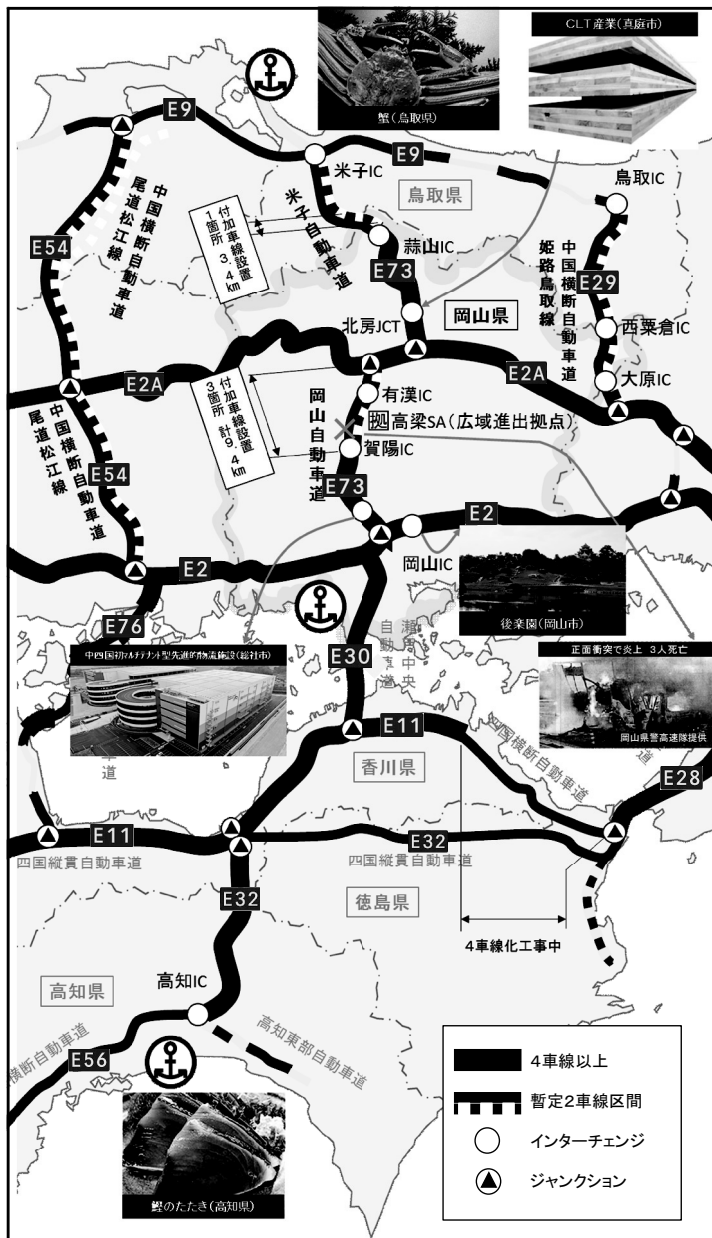 CLT産業(真庭市)
蟹(鳥取県)
E9
E9
米子IC
鳥取県
鳥取IC
中国横断自動車道
尾道松江線
付加車線設置
1箇所 3.4km
米子自動車道
蒜山IC
E54
E73
中国横断自動車道
姫路鳥取線
E29
北房JCT
岡山県
西粟倉IC
E2A
E2A
大原IC
付加車線設置
3箇所 計9.4km
有漢IC
拠 高梁SA(広域進出拠点)
賀陽IC
岡山自動車道
中国横断自動車道
尾道松江線
E54
E73
E2
E2
岡山IC
後楽園(岡山市)
E76
E30
瀬戸中央
自動車道
中四国初マルチテナント型先進的物流施設(総社市)
正面衝突で炎上 3人死亡
岡山県警高速隊提供
車道
道
E11
四国横断自動車道
香川県
E28
E11
E32
四国縦貫自動車道
四国縦貫自動車道
E32
徳島県
4車線化工事中
高知IC
高知県
高知東部自動車道
横断自動車道
E56
鰹のたたき(高知県)
4車線以上
暫定2車線区間
インターチェンジ
ジャンクション